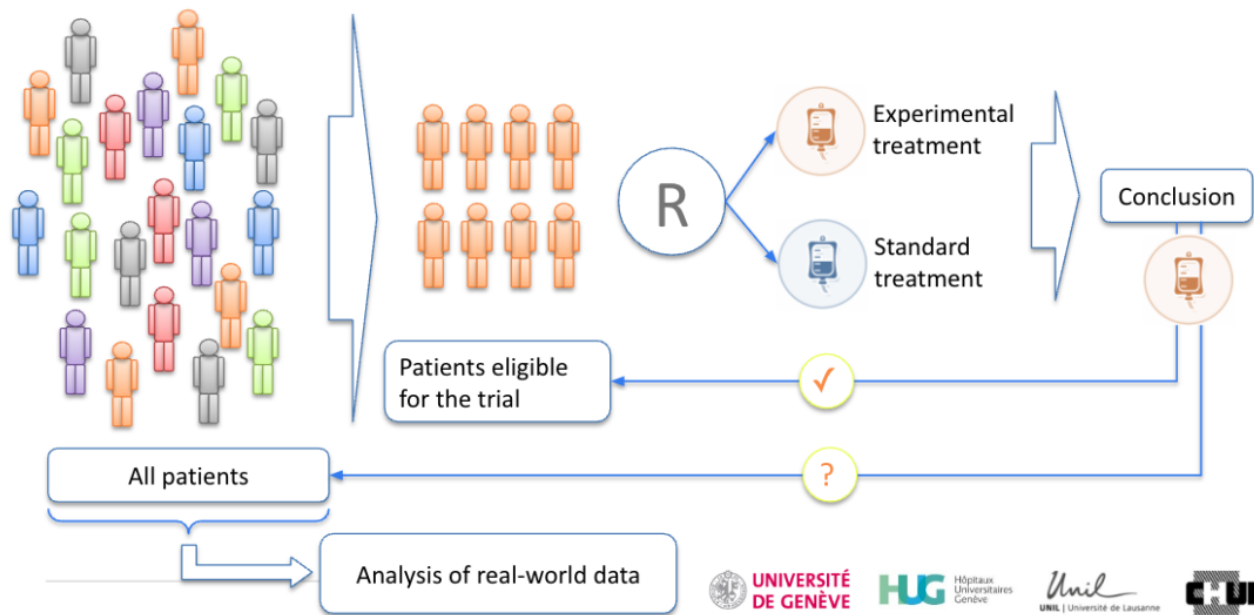 Experimental
treatment
R
Conclusion
Standard
treatment
Patients eligible
for the trial
✓
All patients
?
Analysis of real-world data
UNIVERSITÉ
DE GENÈVE
HUG
Hôpitaux
Universitaires
Genève
Unil
UNIL | Université de Lausanne